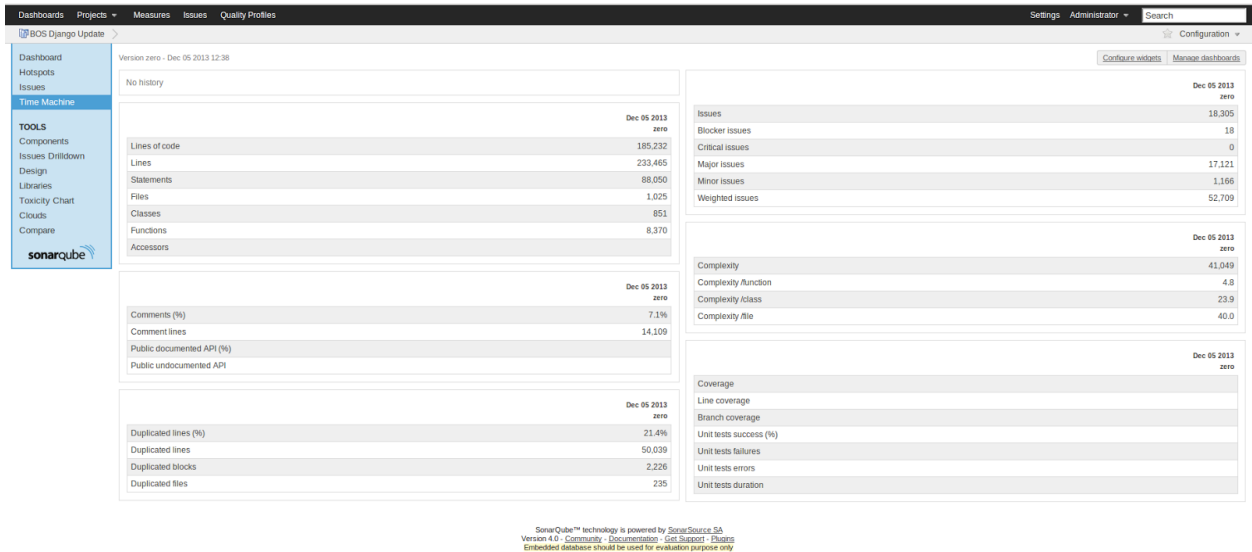 Dashboards Projects Measures Issues Quality Profiles Settings Administrator Search
BOS Django Update Configuration
Dashboard
Hotspots
Issues
Time Machine
TOOLS
Components
Issues Drilldown
Design
Libraries
Toxicity Chart
Clouds
Compare
sonarqube
Version zero - Dec 05 2013 12:38
Configure widgets Manage dashboards
No history
Dec 05 2013
zero
Lines of code 185,232
Lines 233,465
Statements 88,050
Files 1,025
Classes 851
Functions 8,370
Accessors
Dec 05 2013
zero
Comments (%) 7.1%
Comment lines 14,109
Public documented API (%)
Public undocumented API
Dec 05 2013
zero
Duplicated lines (%) 21.4%
Duplicated lines 50,039
Duplicated blocks 2,226
Duplicated files 235
Dec 05 2013
zero
Issues 18,305
Blocker issues 18
Critical issues 0
Major issues 17,121
Minor issues 1,166
Weighted issues 52,709
Dec 05 2013
zero
Complexity 41,049
Complexity /function 4.8
Complexity /class 23.9
Complexity /file 40.0
Dec 05 2013
zero
Coverage
Line coverage
Branch coverage
Unit tests success (%)
Unit tests failures
Unit tests errors
Unit tests duration
SonarQube™ technology is powered by SonarSource SA
Version 4.0 - Community - Documentation - Get Support - Plugins
Embedded database should be used for evaluation purpose only